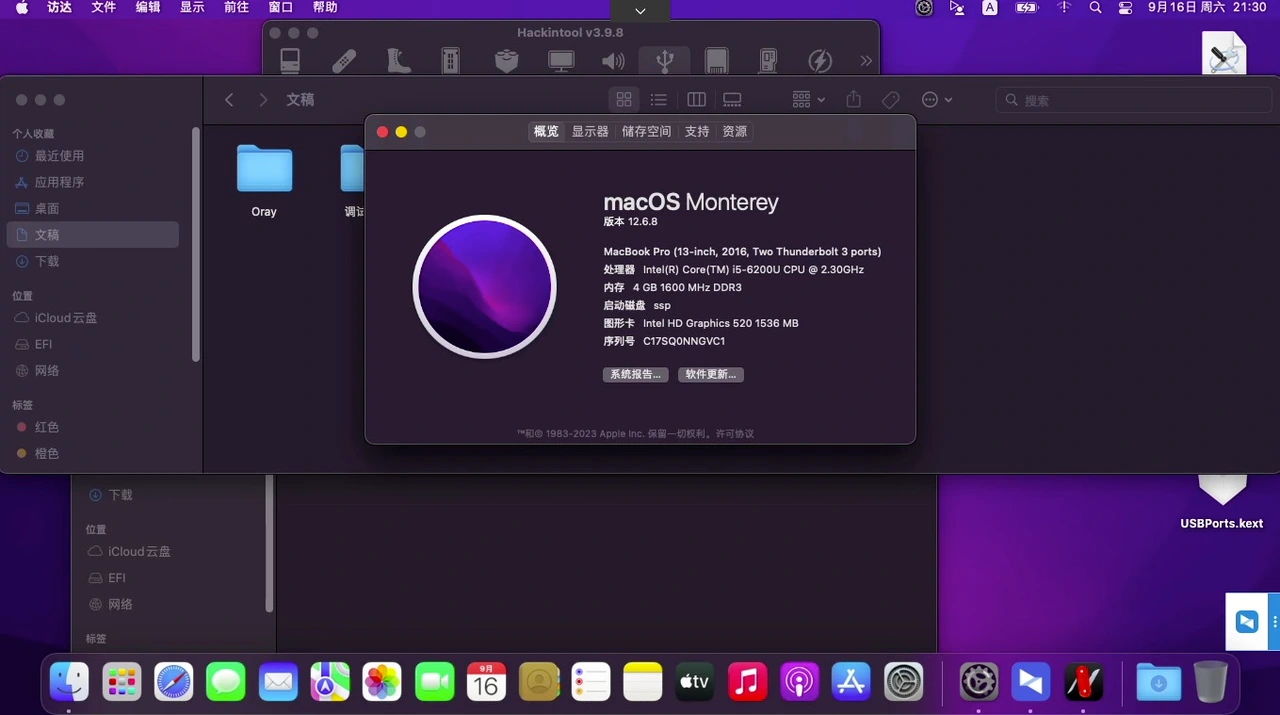 访达 文件 编辑 显示 前往 窗口 帮助
A
9月16日 周六 21:30
Hackintool v3.9.8
文稿
搜索
个人收藏
最近使用
应用程序
桌面
文稿
下载
位置
iCloud云盘
EFI
网络
标签
红色
橙色
Oray
调试
概览 显示器 储存空间 支持 资源
macOS Monterey
版本 12.6.8
MacBook Pro (13-inch, 2016, Two Thunderbolt 3 ports)
处理器 Intel(R) Core(TM) i5-6200U CPU @ 2.30GHz
内存 4 GB 1600 MHz DDR3
启动磁盘 ssp
图形卡 Intel HD Graphics 520 1536 MB
序列号 C17SQ0NNGVC1
系统报告... 软件更新...
™和© 1983-2023 Apple Inc. 保留一切权利。许可协议
下载
位置
iCloud云盘
EFI
网络
标签
USBPorts.kext
9月
16
tv